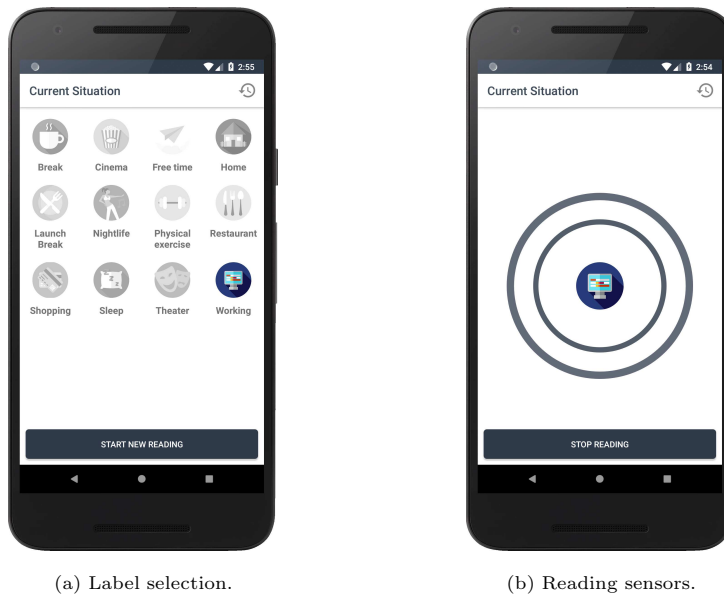 2:55
Current Situation
Break Cinema Free time Home
Launch Break Nightlife Physical exercise Restaurant
Shopping Sleep Theater Working
START NEW READING
(a) Label selection.
2:54
Current Situation
STOP READING
(b) Reading sensors.